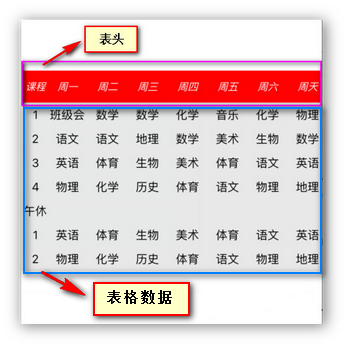 表头
课程 周一 周二 周三 周四 周五 周六 周天
1 班级会 数学 数学 化学 音乐 化学 物理
2 语文 语文 地理 数学 美术 生物 数学
3 英语 体育 生物 美术 体育 语文 英语
4 物理 化学 历史 体育 语文 物理 地理
午休
1 英语 体育 生物 美术 体育 语文 英语
2 物理 化学 历史 体育 语文 物理 地理
表格数据